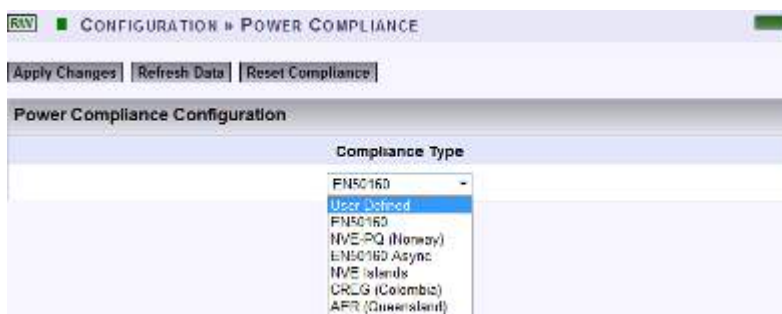 R/W
CONFIGURATION » POWER COMPLIANCE
Apply Changes Refresh Data Reset Compliance
Power Compliance Configuration
Compliance Type
EN50160
User Defined
EN50160
NVE-PQ (Norway)
EN50160 Async
NVE Islands
CREG (Colombia)
AER (Queensland)